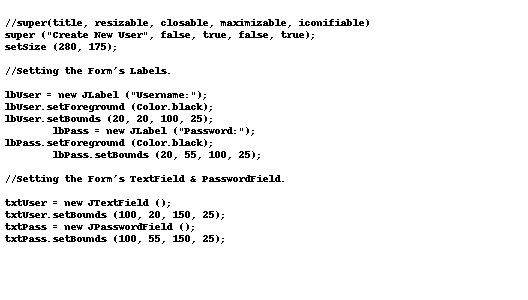 //super(title, resizable, closable, maximizable, iconifiable)
super ("Create New User", false, true, false, true);
setSize (280, 175);
//Setting the Form's Labels.
lbUser = new JLabel ("Username:");
lbUser.setForeground (Color.black);
lbUser.setBounds (20, 20, 100, 25);
lbPass = new JLabel ("Password:");
lbPass.setForeground (Color.black);
lbPass.setBounds (20, 55, 100, 25);
//Setting the Form's TextField & PasswordField.
txtUser = new JTextField ();
txtUser.setBounds (100, 20, 150, 25);
txtPass = new JPasswordField ();
txtPass.setBounds (100, 55, 150, 25);